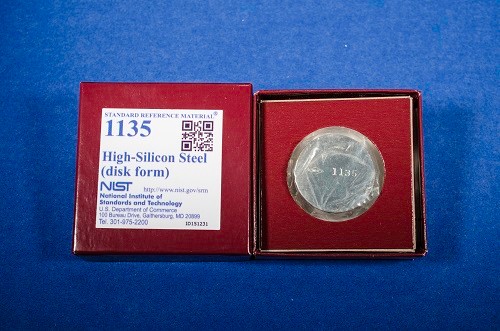 STANDARD REFERENCE MATERIAL®
1135
High-Silicon Steel
(disk form)
NIST http://www.nist.gov/srm
National Institute of
Standards and Technology
U.S. Department of Commerce
100 Bureau Drive, Gaithersburg, MD 20899
Tel. 301-975-2200 ID151231
1135